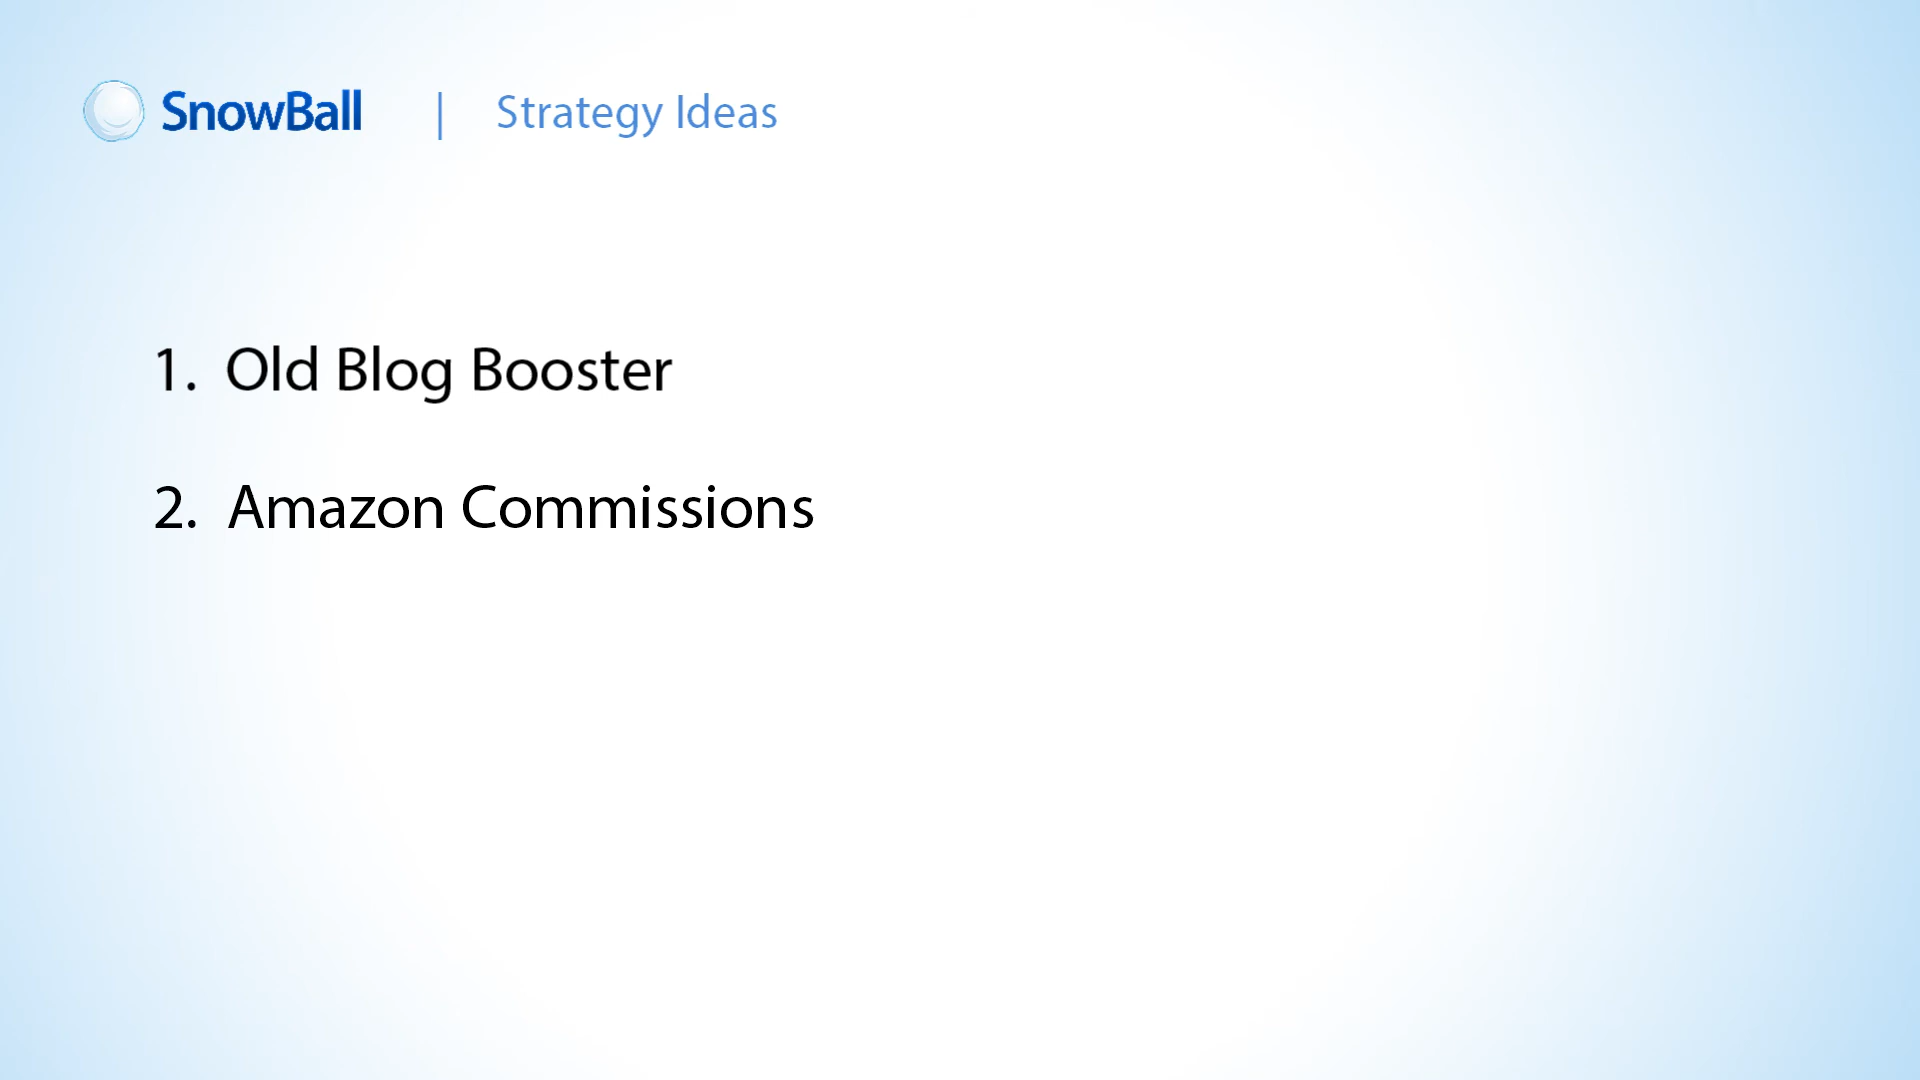 SnowBall | Strategy Ideas
1. Old Blog Booster
2. Amazon Commissions